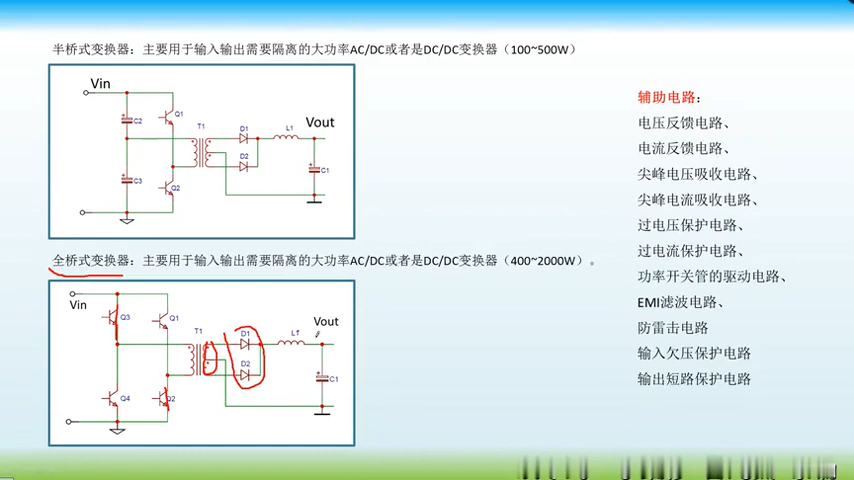 半桥式变换器：主要用于输入输出需要隔离的大功率AC/DC或者是DC/DC变换器（100~500W）
Vin
C2
Q1
T1
D1
L1
Vout
D2
C1
C3
Q2
全桥式变换器：主要用于输入输出需要隔离的大功率AC/DC或者是DC/DC变换器（400~2000W）。
Vin
Q3
Q1
T1
D1
Vout
D2
C1
Q4
Q2
辅助电路：
电压反馈电路、
电流反馈电路、
尖峰电压吸收电路、
尖峰电流吸收电路、
过电压保护电路、
过电流保护电路、
功率开关管的驱动电路、
EMI滤波电路、
防雷击电路
输入欠压保护电路
输出短路保护电路